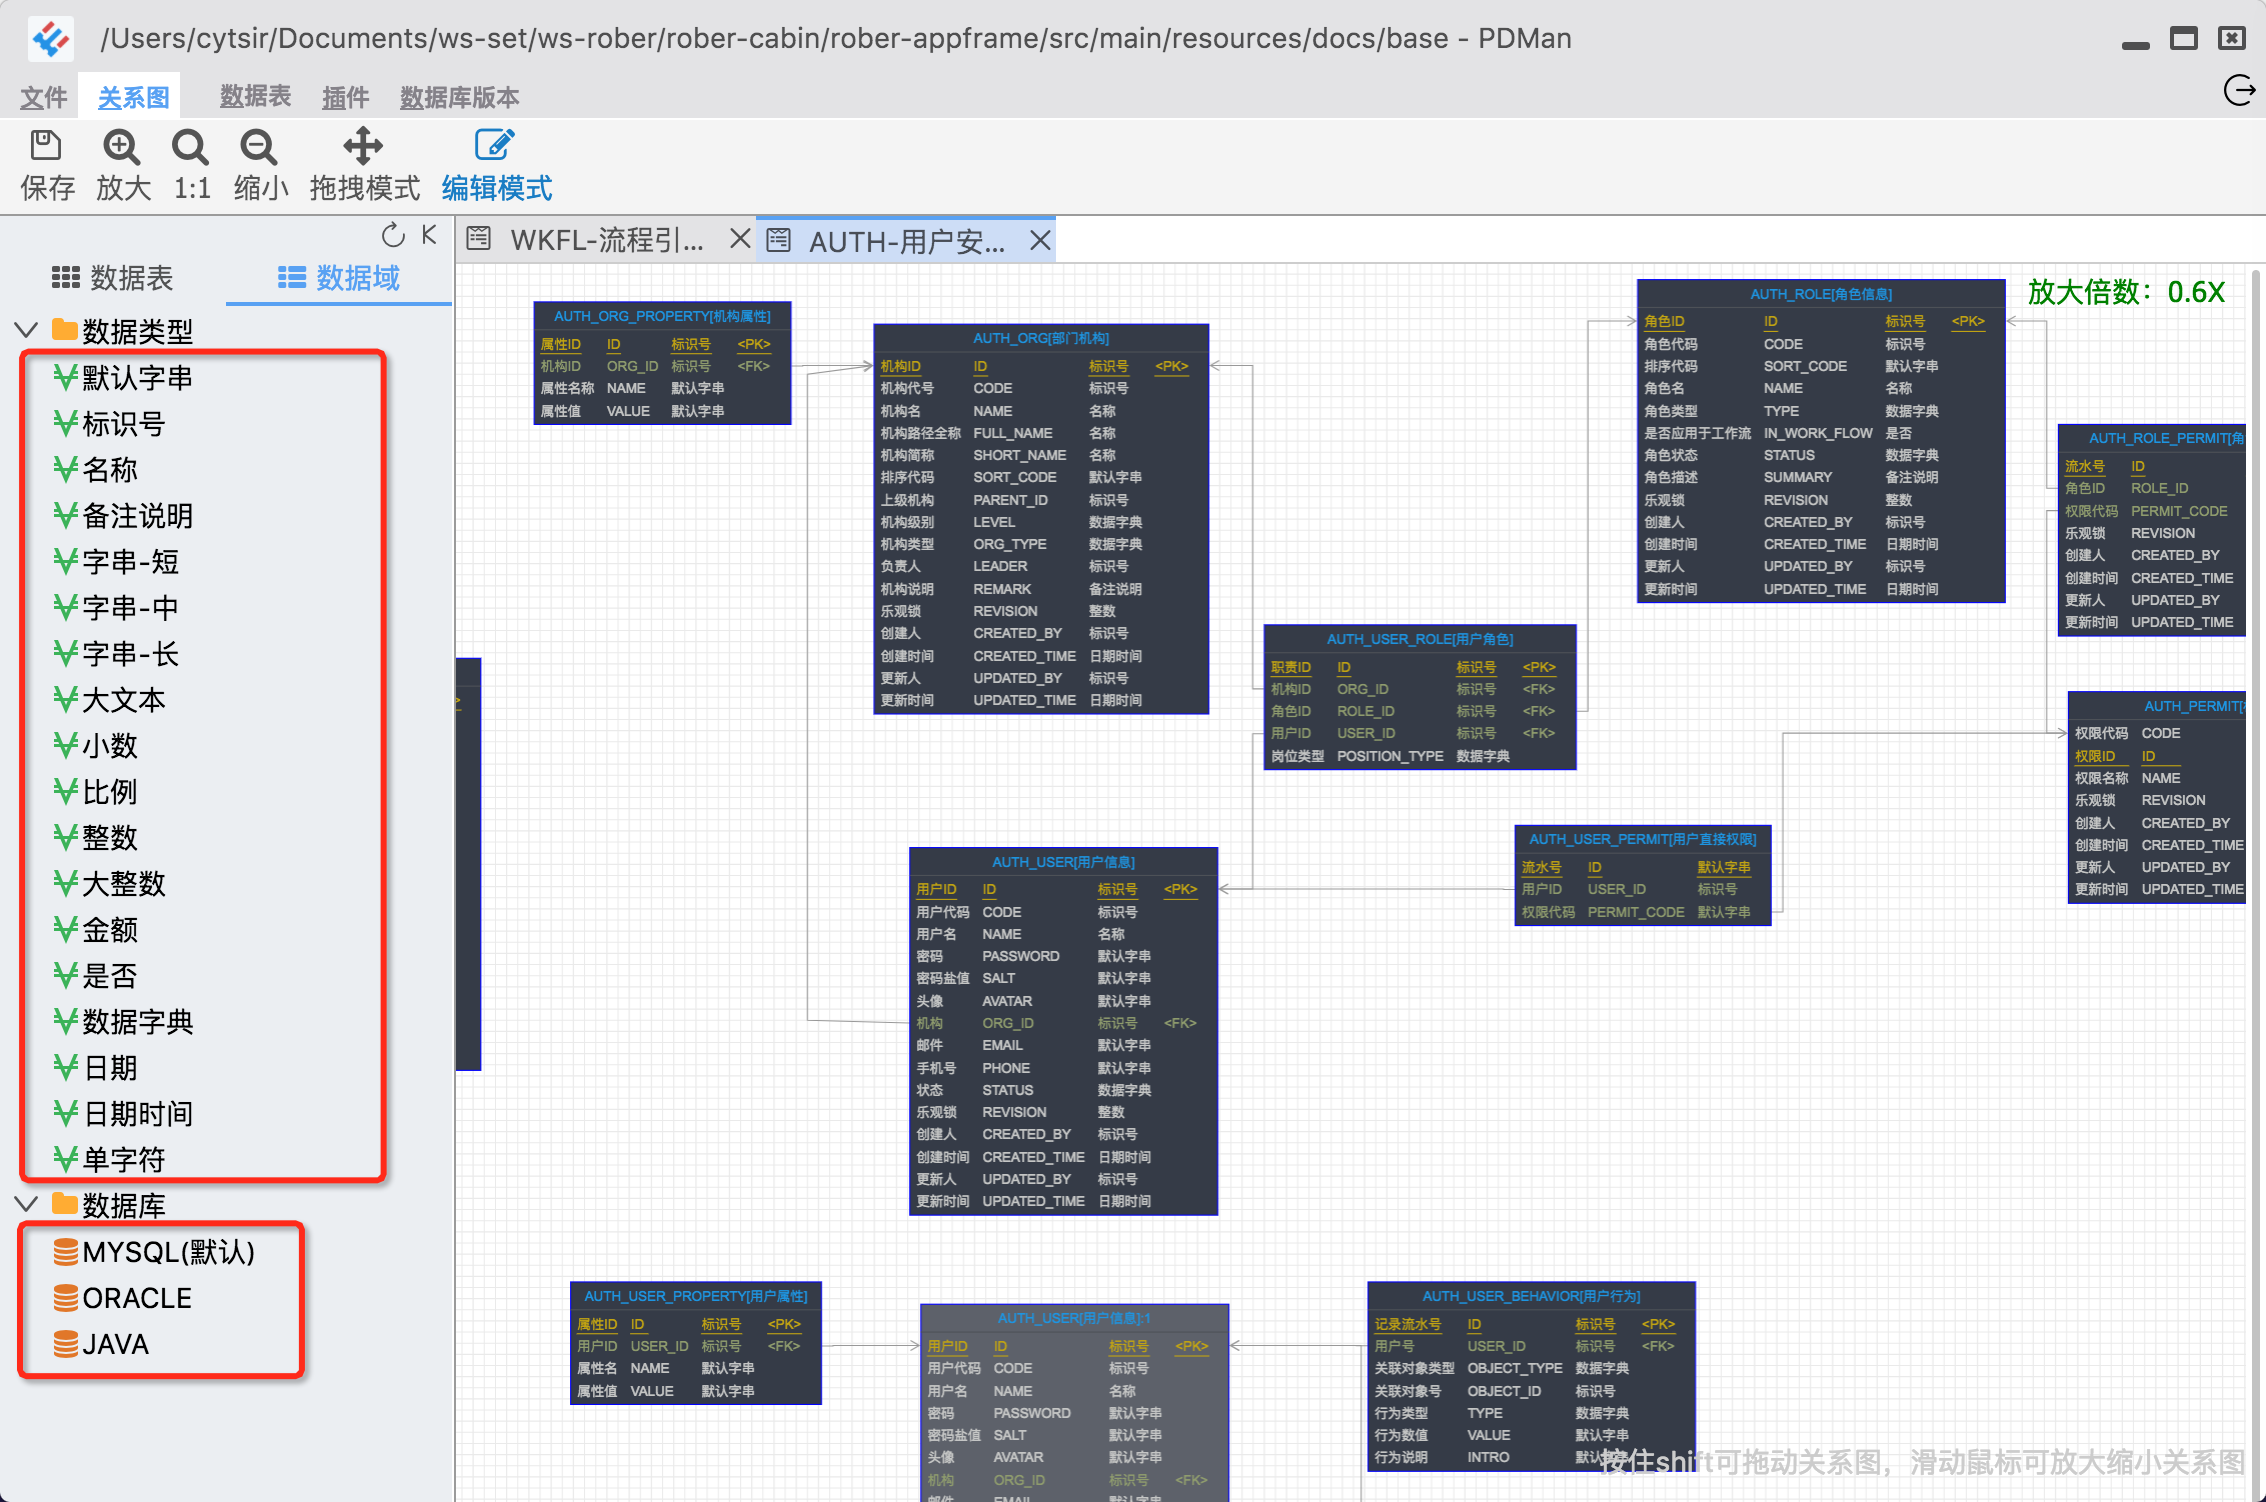 /Users/cytsir/Documents/ws-set/ws-rober/rober-cabin/rober-appframe/src/main/resources/docs/base - PDMan
文件 关系图 数据表 插件 数据库版本
保存 放大 1:1 缩小 拖拽模式 编辑模式
数据表 数据域
数据类型
默认字串
标识号
名称
备注说明
字串-短
字串-中
字串-长
大文本
小数
比例
整数
大整数
金额
是否
数据字典
日期
日期时间
单字符
数据库
MYSQL(默认)
ORACLE
JAVA
WKFL-流程引...
AUTH-用户安...
放大倍数：0.6X
AUTH_ORG_PROPERTY[机构属性]
属性ID ID 标识号 <PK>
机构ID ORG_ID 标识号 <FK>
属性名称 NAME 默认字串
属性值 VALUE 默认字串
AUTH_ORG[部门机构]
机构ID ID 标识号 <PK>
机构代号 CODE 标识号
机构名 NAME 名称
机构路径全称 FULL_NAME 名称
机构简称 SHORT_NAME 名称
排序代码 SORT_CODE 默认字串
上级机构 PARENT_ID 标识号
机构级别 LEVEL 数据字典
机构类型 ORG_TYPE 数据字典
负责人 LEADER 标识号
机构说明 REMARK 备注说明
乐观锁 REVISION 整数
创建人 CREATED_BY 标识号
创建时间 CREATED_TIME 日期时间
更新人 UPDATED_BY 标识号
更新时间 UPDATED_TIME 日期时间
AUTH_ROLE[角色信息]
角色ID ID 标识号 <PK>
角色代码 CODE 标识号
排序代码 SORT_CODE 默认字串
角色名 NAME 名称
角色类型 TYPE 数据字典
是否应用于工作流 IN_WORK_FLOW 是否
角色状态 STATUS 数据字典
角色描述 SUMMARY 备注说明
乐观锁 REVISION 整数
创建人 CREATED_BY 标识号
创建时间 CREATED_TIME 日期时间
更新人 UPDATED_BY 标识号
更新时间 UPDATED_TIME 日期时间
AUTH_ROLE_PERMIT[角
流水号 ID
角色ID ROLE_ID
权限代码 PERMIT_CODE
乐观锁 REVISION
创建人 CREATED_BY
创建时间 CREATED_TIME
更新人 UPDATED_BY
更新时间 UPDATED_TIME
AUTH_USER_ROLE[用户角色]
职责ID ID 标识号 <PK>
机构ID ORG_ID 标识号 <FK>
角色ID ROLE_ID 标识号 <FK>
用户ID USER_ID 标识号 <FK>
岗位类型 POSITION_TYPE 数据字典
AUTH_PERMIT[
权限代码 CODE
权限ID ID
权限名称 NAME
乐观锁 REVISION
创建人 CREATED_BY
创建时间 CREATED_TIME
更新人 UPDATED_BY
更新时间 UPDATED_TIME
AUTH_USER_PERMIT[用户直接权限]
流水号 ID 默认字串
用户ID USER_ID 标识号
权限代码 PERMIT_CODE 默认字串
AUTH_USER[用户信息]
用户ID ID 标识号 <PK>
用户代码 CODE 标识号
用户名 NAME 名称
密码 PASSWORD 默认字串
密码盐值 SALT 默认字串
头像 AVATAR 默认字串
机构 ORG_ID 标识号 <FK>
邮件 EMAIL 默认字串
手机号 PHONE 默认字串
状态 STATUS 数据字典
乐观锁 REVISION 整数
创建人 CREATED_BY 标识号
创建时间 CREATED_TIME 日期时间
更新人 UPDATED_BY 标识号
更新时间 UPDATED_TIME 日期时间
AUTH_USER_PROPERTY[用户属性]
属性ID ID 标识号 <PK>
用户ID USER_ID 标识号 <FK>
属性名 NAME 默认字串
属性值 VALUE 默认字串
AUTH_USER[用户信息]:1
用户ID ID 标识号 <PK>
用户代码 CODE 标识号
用户名 NAME 名称
密码 PASSWORD 默认字串
密码盐值 SALT 默认字串
头像 AVATAR 默认字串
机构 ORG_ID 标识号 <FK>
邮件 EMAIL 默认字串
AUTH_USER_BEHAVIOR[用户行为]
记录流水号 ID 标识号 <PK>
用户号 USER_ID 标识号 <FK>
关联对象类型 OBJECT_TYPE 数据字典
关联对象号 OBJECT_ID 标识号
行为类型 TYPE 数据字典
行为数值 VALUE 默认字串
行为说明 INTRO 默认字串
按住shift可拖动关系图，滑动鼠标可放大缩小关系图